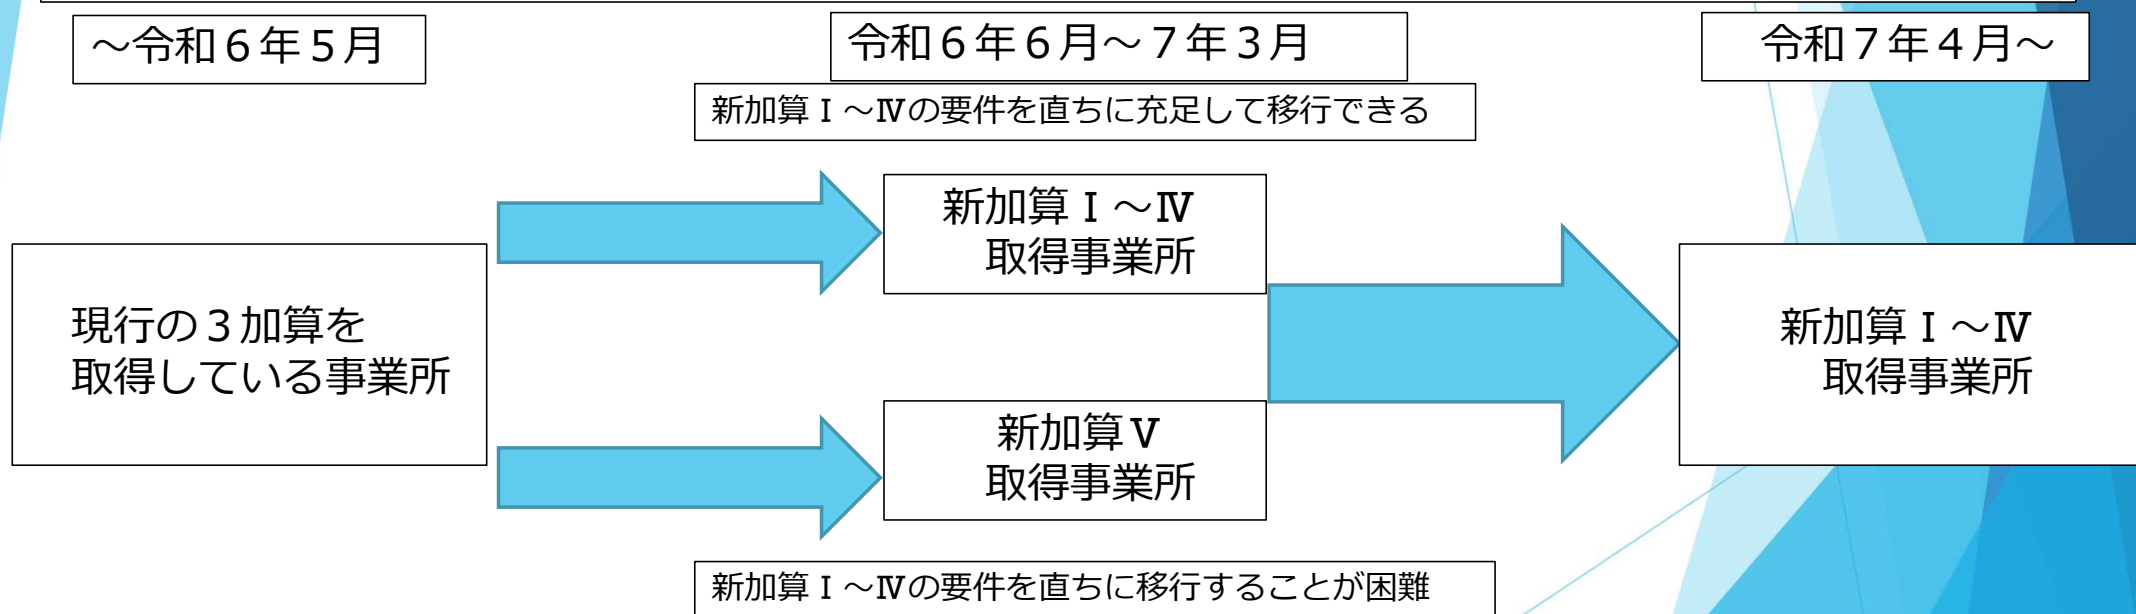 ～令和６年５月
令和６年６月～７年３月
令和７年４月～
新加算Ⅰ～Ⅳの要件を直ちに充足して移行できる
新加算Ⅰ～Ⅳ
取得事業所
現行の３加算を
取得している事業所
新加算Ⅰ～Ⅳ
取得事業所
新加算Ⅴ
取得事業所
新加算Ⅰ～Ⅳの要件を直ちに移行することが困難